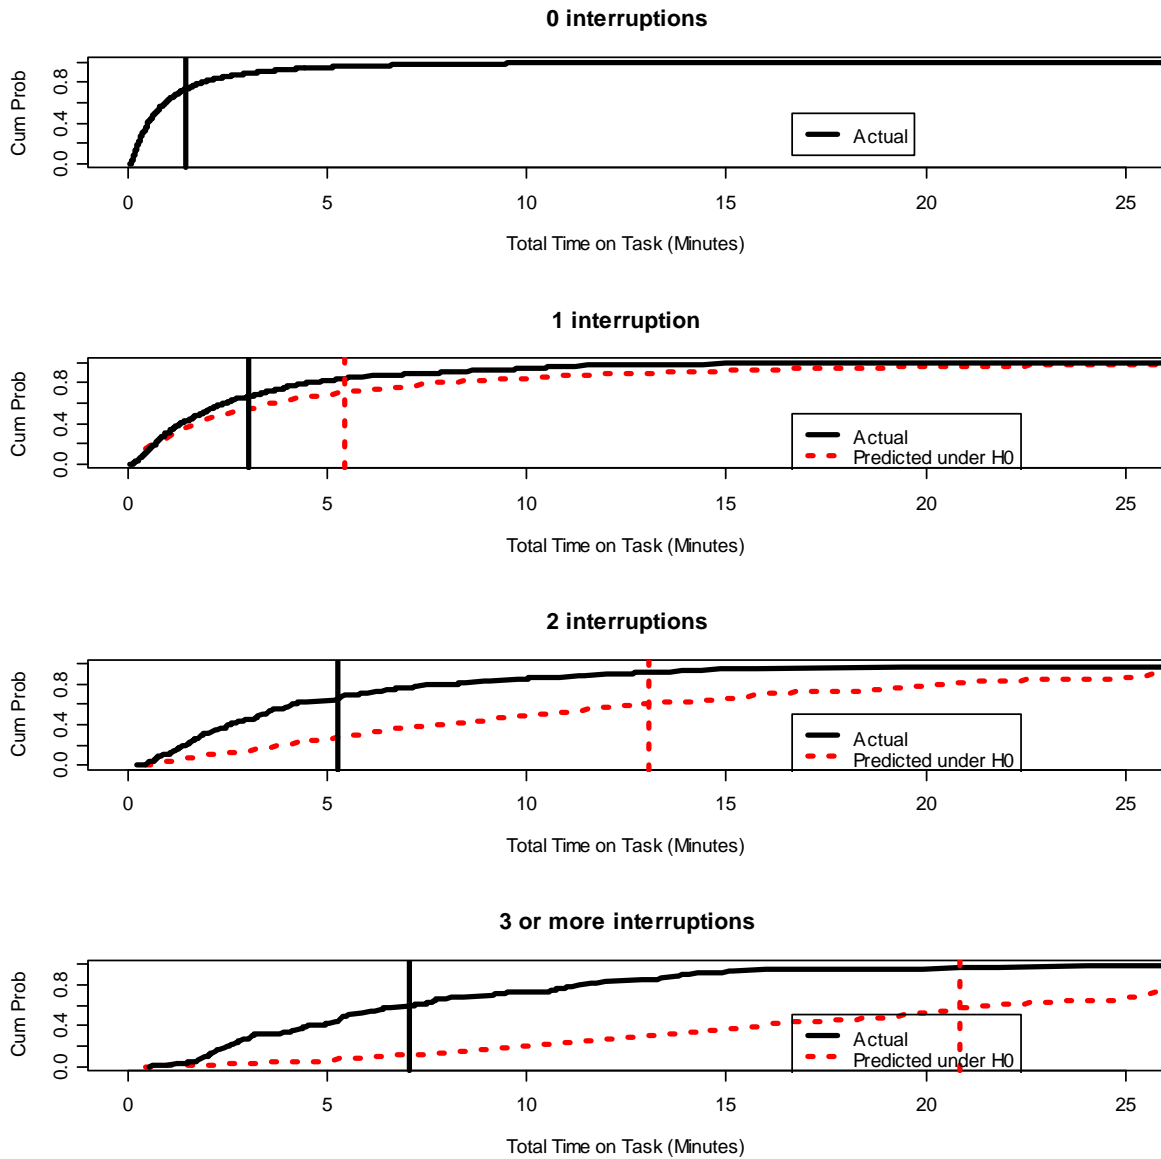 0 interruptions
Cum Prob
0.0 0.4 0.8
Actual
0 5 10 15 20 25
Total Time on Task (Minutes)
1 interruption
Cum Prob
0.0 0.4 0.8
Actual
Predicted under H0
0 5 10 15 20 25
Total Time on Task (Minutes)
2 interruptions
Cum Prob
0.0 0.4 0.8
Actual
Predicted under H0
0 5 10 15 20 25
Total Time on Task (Minutes)
3 or more interruptions
Cum Prob
0.0 0.4 0.8
Actual
Predicted under H0
0 5 10 15 20 25
Total Time on Task (Minutes)